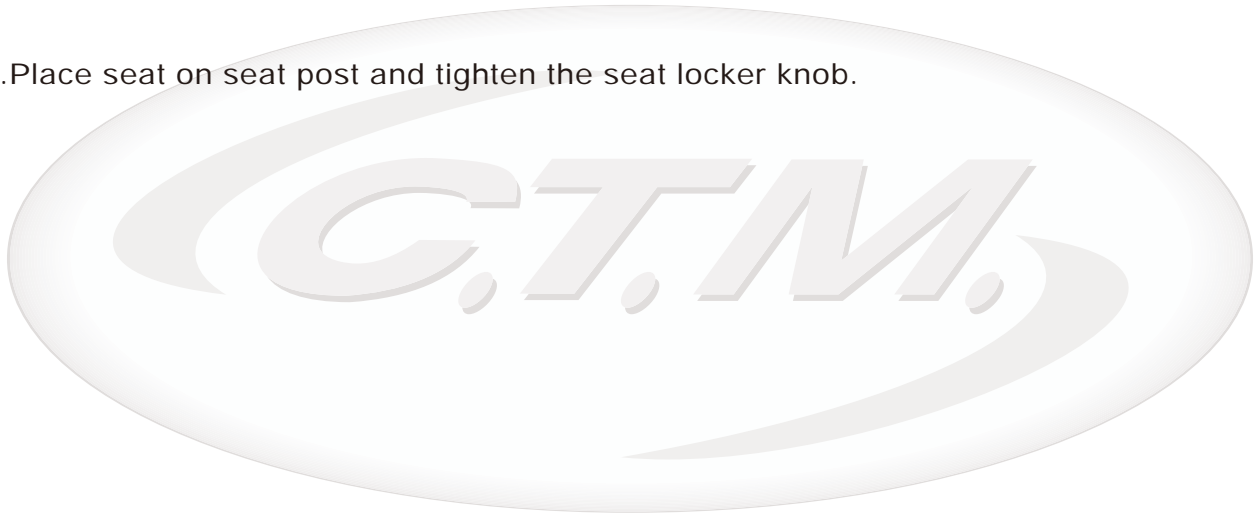 .Place seat on seat post and tighten the seat locker knob.
C.T.M.